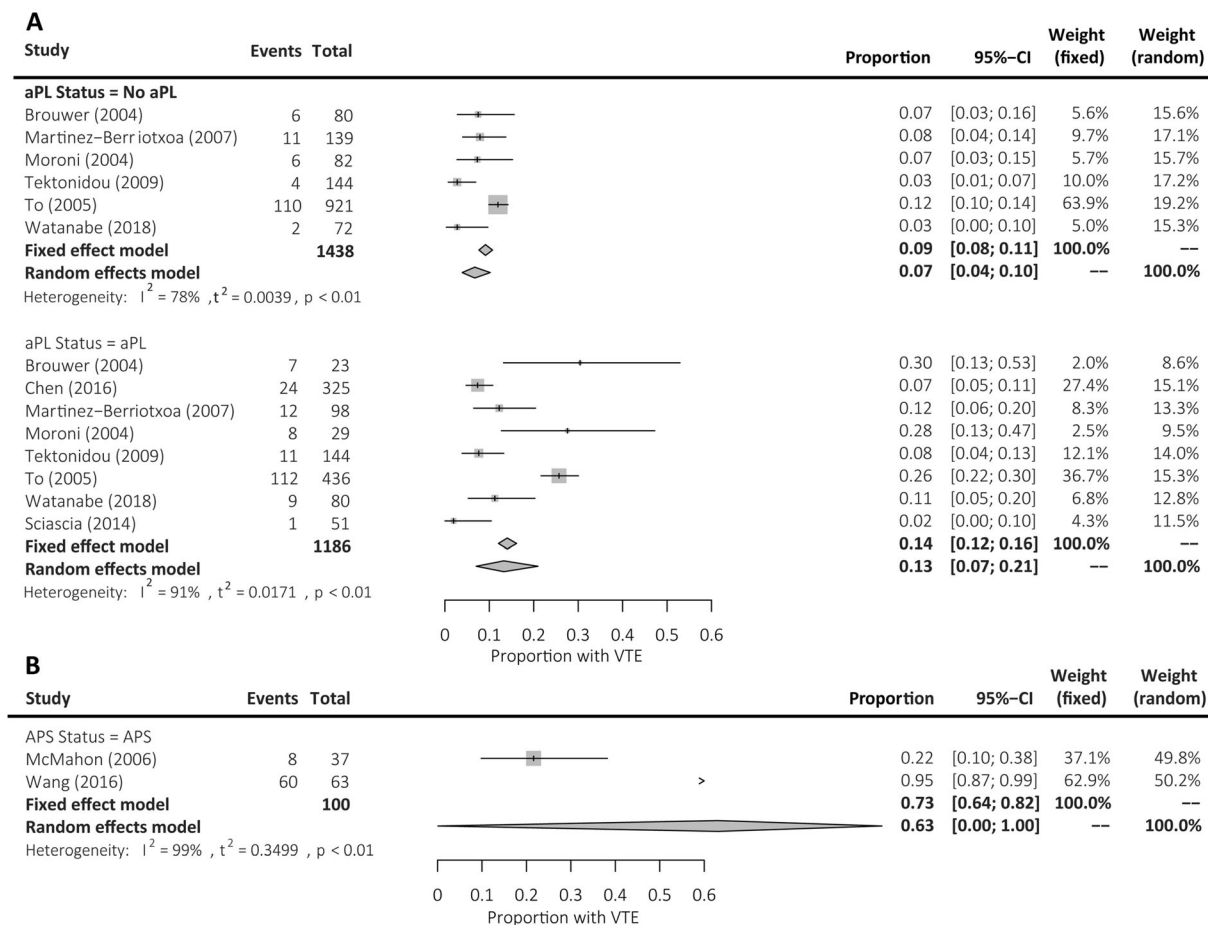 A
Study Events Total Proportion 95%−CI Weight (fixed) Weight (random)
aPL Status = No aPL
Brouwer (2004) 6 80 0.07 [0.03; 0.16] 5.6% 15.6%
Martinez−Berriotxoa (2007) 11 139 0.08 [0.04; 0.14] 9.7% 17.1%
Moroni (2004) 6 82 0.07 [0.03; 0.15] 5.7% 15.7%
Tektonidou (2009) 4 144 0.03 [0.01; 0.07] 10.0% 17.2%
To (2005) 110 921 0.12 [0.10; 0.14] 63.9% 19.2%
Watanabe (2018) 2 72 0.03 [0.00; 0.10] 5.0% 15.3%
Fixed effect model 1438 0.09 [0.08; 0.11] 100.0% −−
Random effects model 0.07 [0.04; 0.10] −− 100.0%
Heterogeneity: I² = 78% , t² = 0.0039 , p < 0.01
aPL Status = aPL
Brouwer (2004) 7 23 0.30 [0.13; 0.53] 2.0% 8.6%
Chen (2016) 24 325 0.07 [0.05; 0.11] 27.4% 15.1%
Martinez−Berriotxoa (2007) 12 98 0.12 [0.06; 0.20] 8.3% 13.3%
Moroni (2004) 8 29 0.28 [0.13; 0.47] 2.5% 9.5%
Tektonidou (2009) 11 144 0.08 [0.04; 0.13] 12.1% 14.0%
To (2005) 112 436 0.26 [0.22; 0.30] 36.7% 15.3%
Watanabe (2018) 9 80 0.11 [0.05; 0.20] 6.8% 12.8%
Sciascia (2014) 1 51 0.02 [0.00; 0.10] 4.3% 11.5%
Fixed effect model 1186 0.14 [0.12; 0.16] 100.0% −−
Random effects model 0.13 [0.07; 0.21] −− 100.0%
Heterogeneity: I² = 91% , t² = 0.0171 , p < 0.01
0 0.1 0.2 0.3 0.4 0.5 0.6
Proportion with VTE
B
Study Events Total Proportion 95%−CI Weight (fixed) Weight (random)
APS Status = APS
McMahon (2006) 8 37 0.22 [0.10; 0.38] 37.1% 49.8%
Wang (2016) 60 63 0.95 [0.87; 0.99] 62.9% 50.2%
Fixed effect model 100 0.73 [0.64; 0.82] 100.0% −−
Random effects model 0.63 [0.00; 1.00] −− 100.0%
Heterogeneity: I² = 99% , t² = 0.3499 , p < 0.01
0 0.1 0.2 0.3 0.4 0.5 0.6
Proportion with VTE